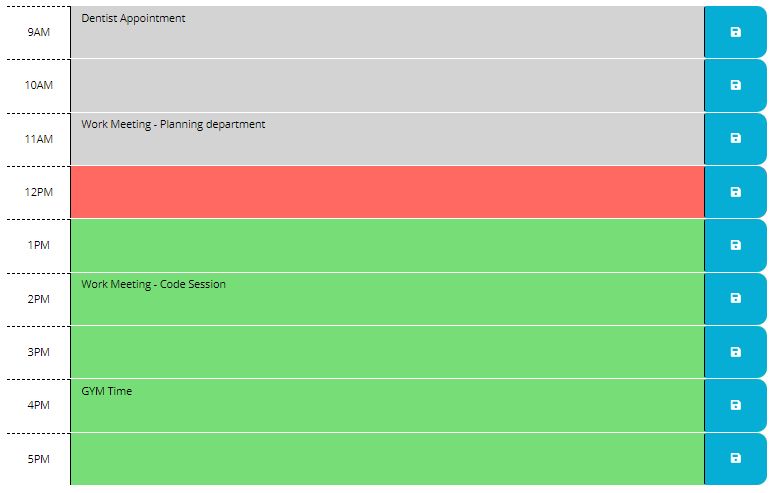 9AM Dentist Appointment
10AM
11AM Work Meeting - Planning department
12PM
1PM
2PM Work Meeting - Code Session
3PM
4PM GYM Time
5PM